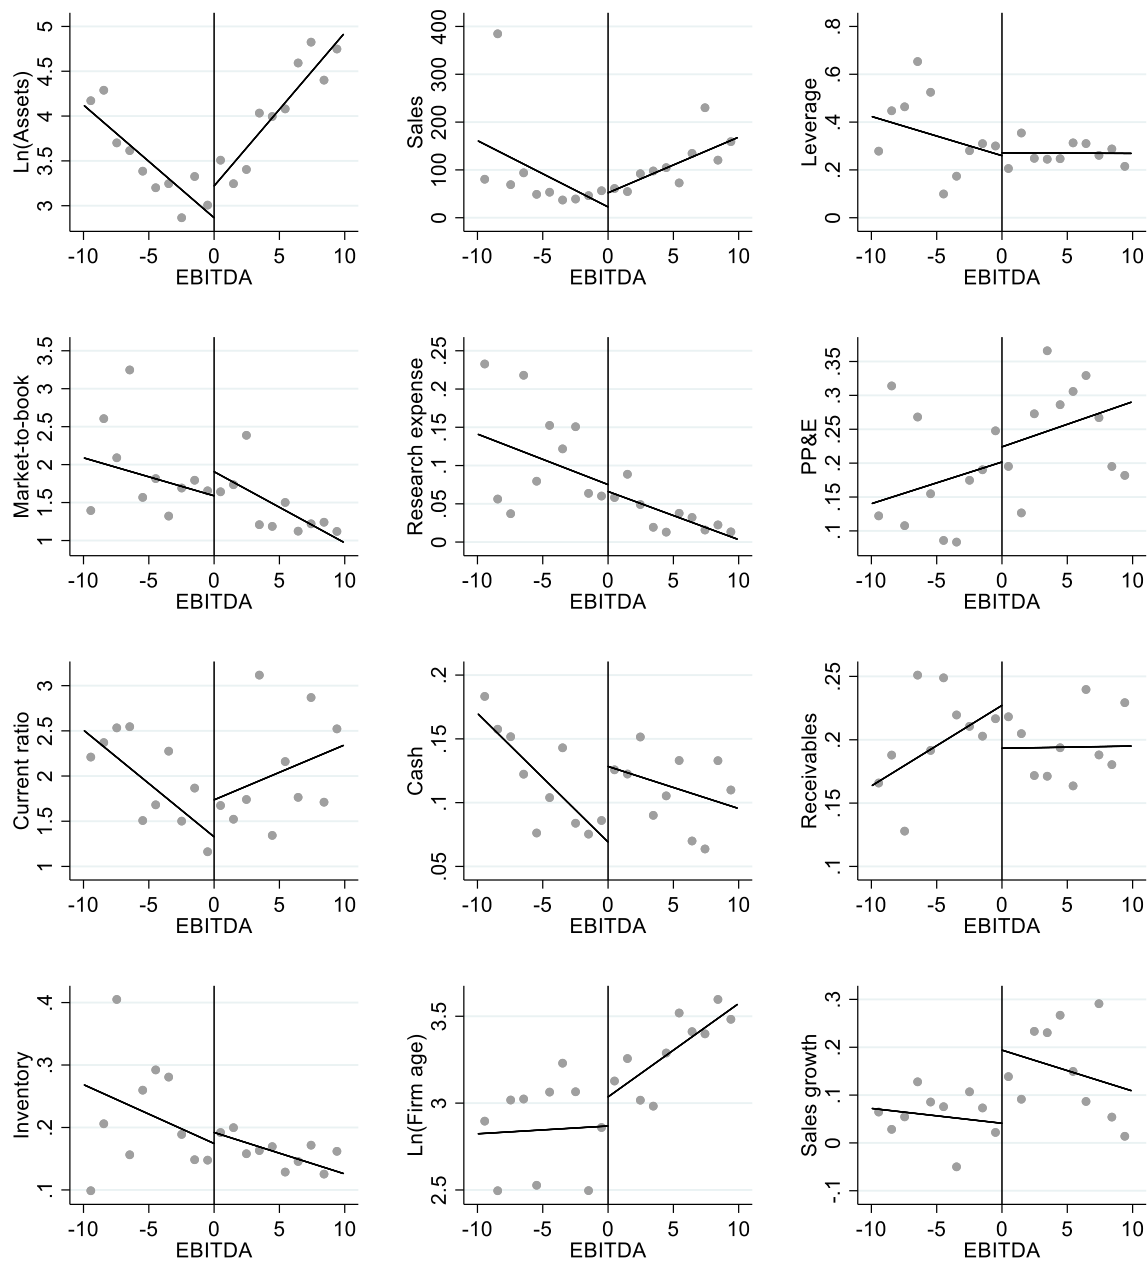 Ln(Assets)
5
4.5
4
3.5
3
-10 -5 0 5 10
EBITDA
Sales
400
300
200
100
0
-10 -5 0 5 10
EBITDA
Leverage
.8
.6
.4
.2
0
-10 -5 0 5 10
EBITDA
Market-to-book
3.5
3
2.5
2
1.5
1
-10 -5 0 5 10
EBITDA
Research expense
.25
.2
.15
.1
.05
0
-10 -5 0 5 10
EBITDA
PP&E
.35
.3
.25
.2
.15
.1
-10 -5 0 5 10
EBITDA
Current ratio
3
2.5
2
1.5
1
-10 -5 0 5 10
EBITDA
Cash
.2
.15
.1
.05
-10 -5 0 5 10
EBITDA
Receivables
.25
.2
.15
.1
-10 -5 0 5 10
EBITDA
Inventory
.4
.3
.2
.1
-10 -5 0 5 10
EBITDA
Ln(Firm age)
3.5
3
2.5
-10 -5 0 5 10
EBITDA
Sales growth
.3
.2
.1
0
-.1
-10 -5 0 5 10
EBITDA